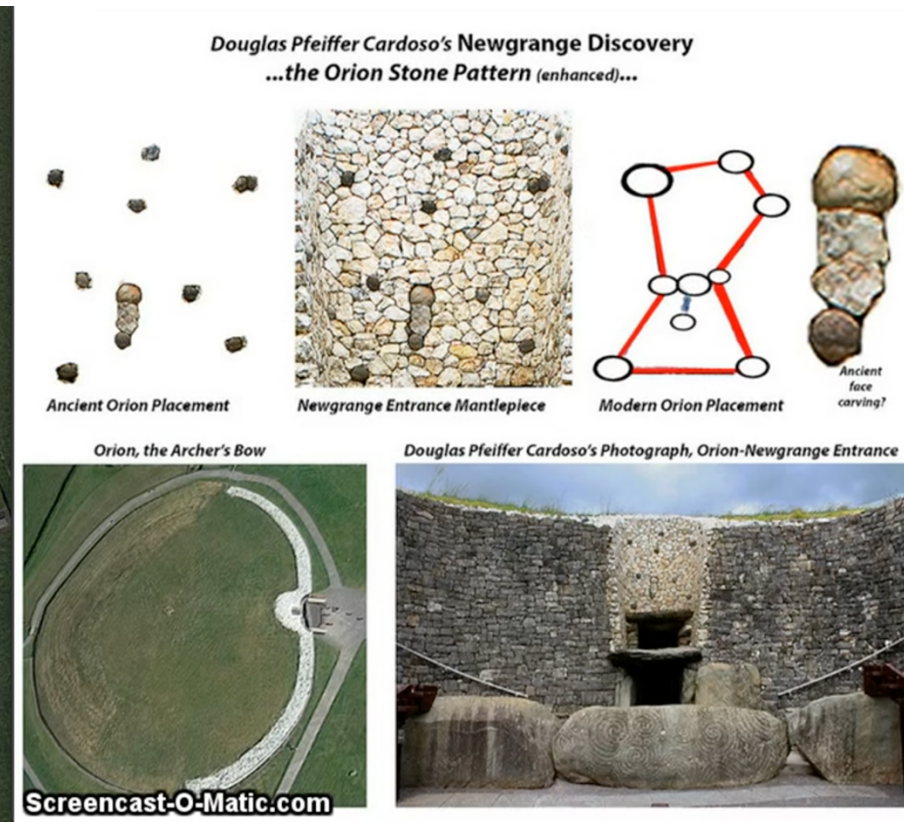 Douglas Pfeiffer Cardoso's Newgrange Discovery
...the Orion Stone Pattern (enhanced)...
Ancient Orion Placement
Newgrange Entrance Mantlepiece
Modern Orion Placement
Ancient
face
carving?
Orion, the Archer's Bow
Douglas Pfeiffer Cardoso's Photograph, Orion-Newgrange Entrance
Screencast-O-Matic.com